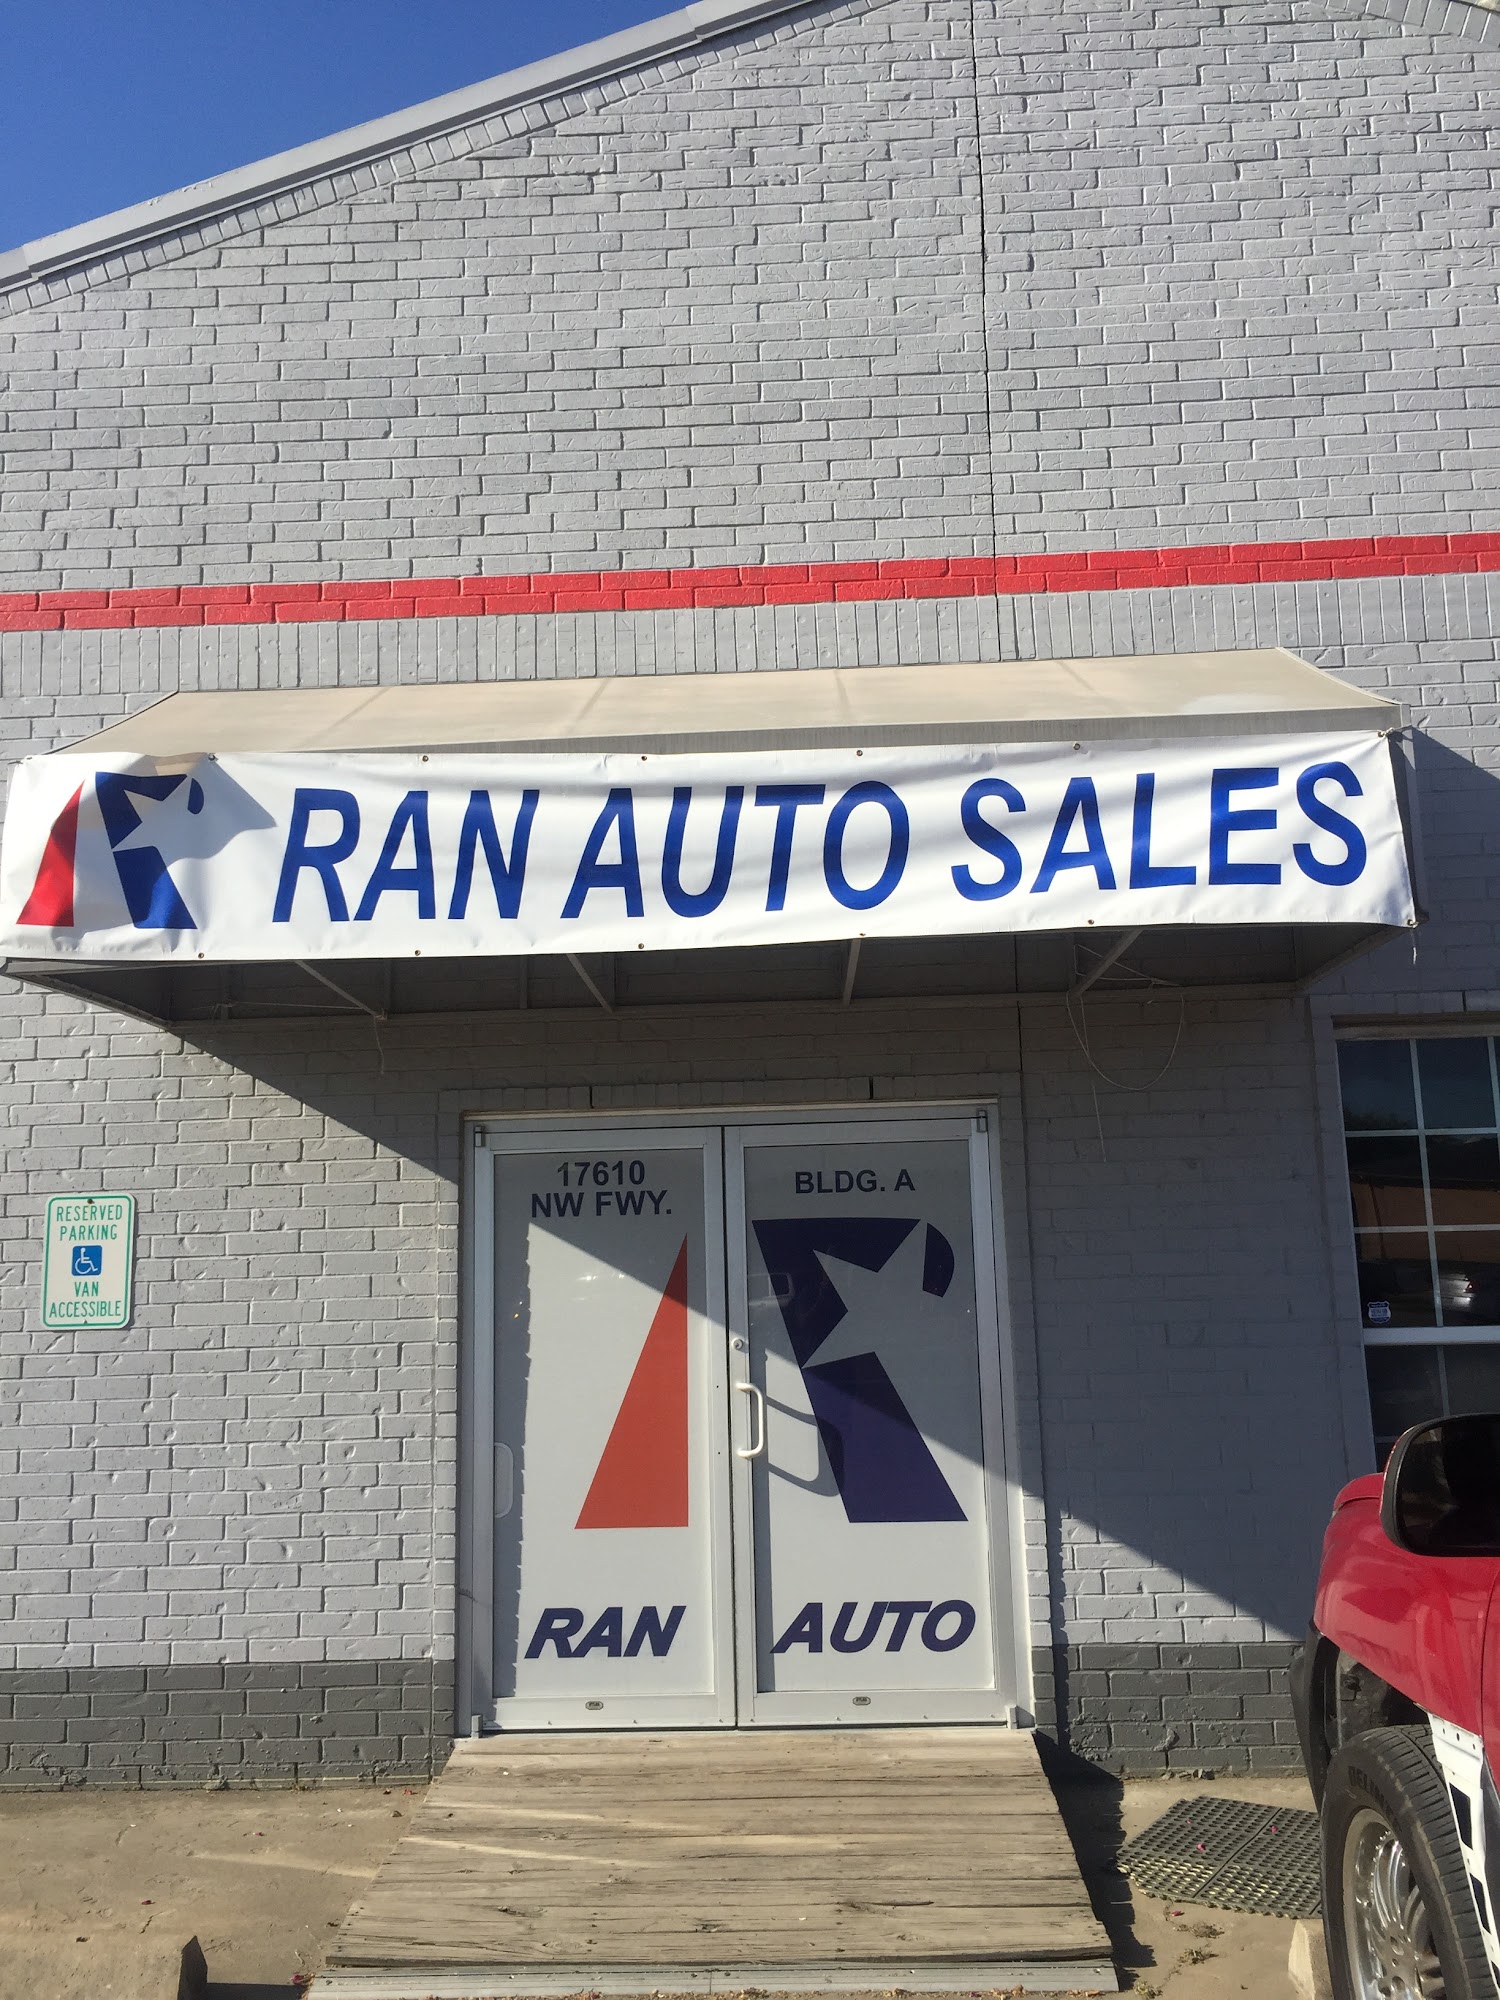 RAN AUTO SALES
17610
NW FWY.
BLDG. A
RESERVED
PARKING
VAN
ACCESSIBLE
RAN AUTO